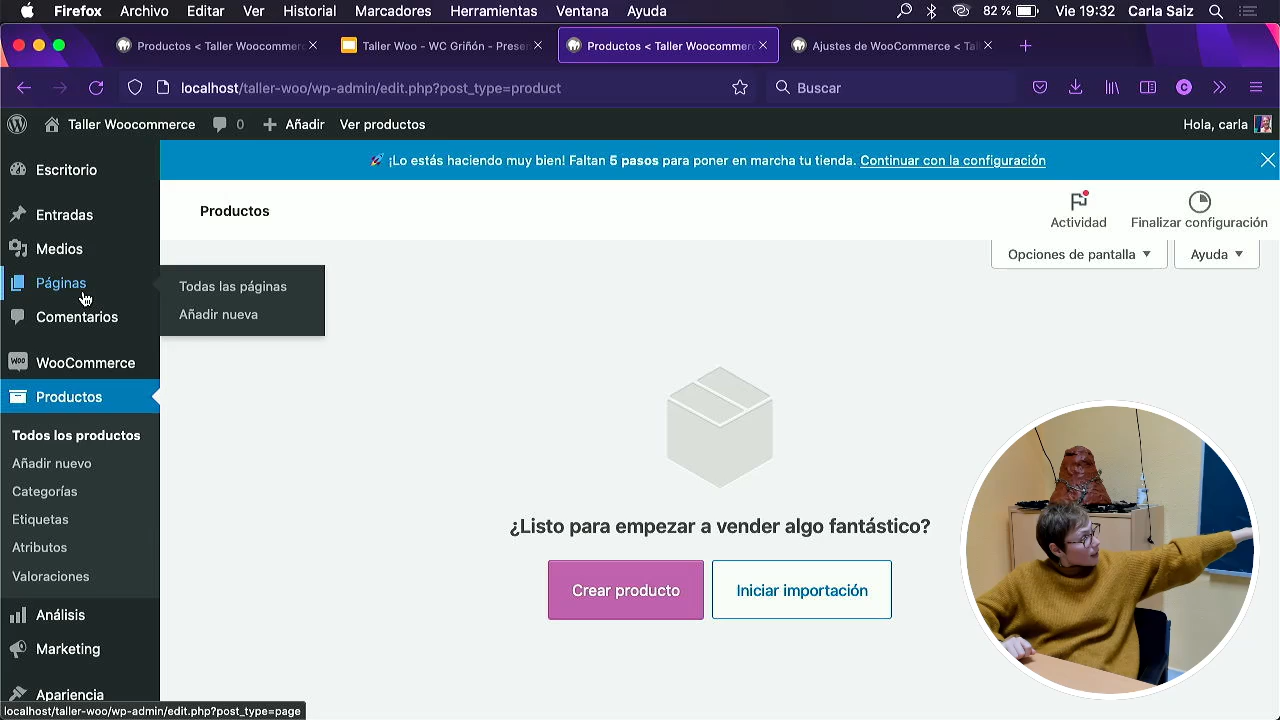 Firefox Archivo Editar Ver Historial Marcadores Herramientas Ventana Ayuda 82 % Vie 19:32 Carla Saiz
Productos < Taller Woocommerc Taller Woo - WC Griñón - Presen Productos < Taller Woocommerc Ajustes de WooCommerce < Tal
localhost/taller-woo/wp-admin/edit.php?post_type=product Buscar
Taller Woocommerce 0 Añadir Ver productos Hola, carla
¡Lo estás haciendo muy bien! Faltan 5 pasos para poner en marcha tu tienda. Continuar con la configuración
Escritorio
Entradas
Medios
Páginas
Comentarios
WooCommerce
Productos
Todos los productos
Añadir nuevo
Categorías
Etiquetas
Atributos
Valoraciones
Análisis
Marketing
Apariencia
Todas las páginas
Añadir nueva
Productos
Actividad Finalizar configuración
Opciones de pantalla Ayuda
¿Listo para empezar a vender algo fantástico?
Crear producto Iniciar importación
localhost/taller-woo/wp-admin/edit.php?post_type=page